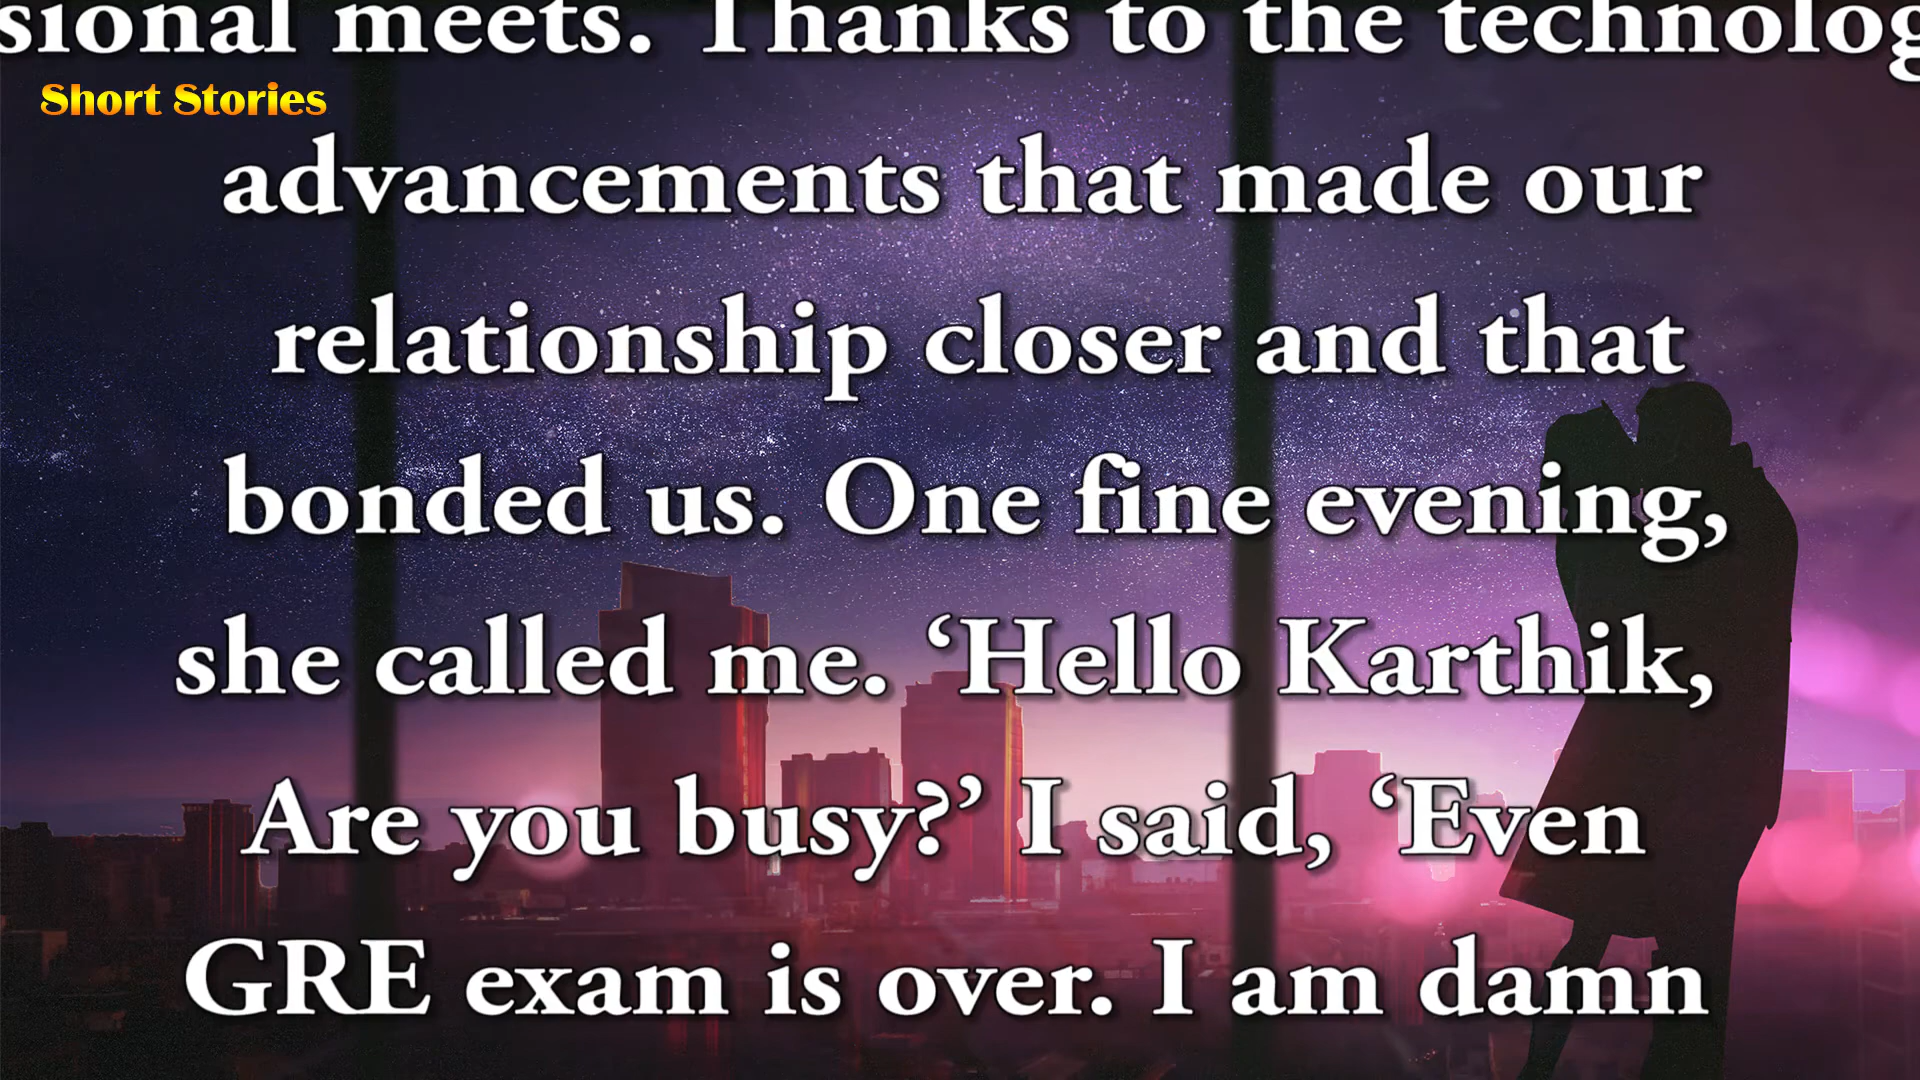 sional meets. Thanks to the technolog
Short Stories
advancements that made our
relationship closer and that
bonded us. One fine evening,
she called me. ‘Hello Karthik,
Are you busy?’ I said, ‘Even
GRE exam is over. I am damn